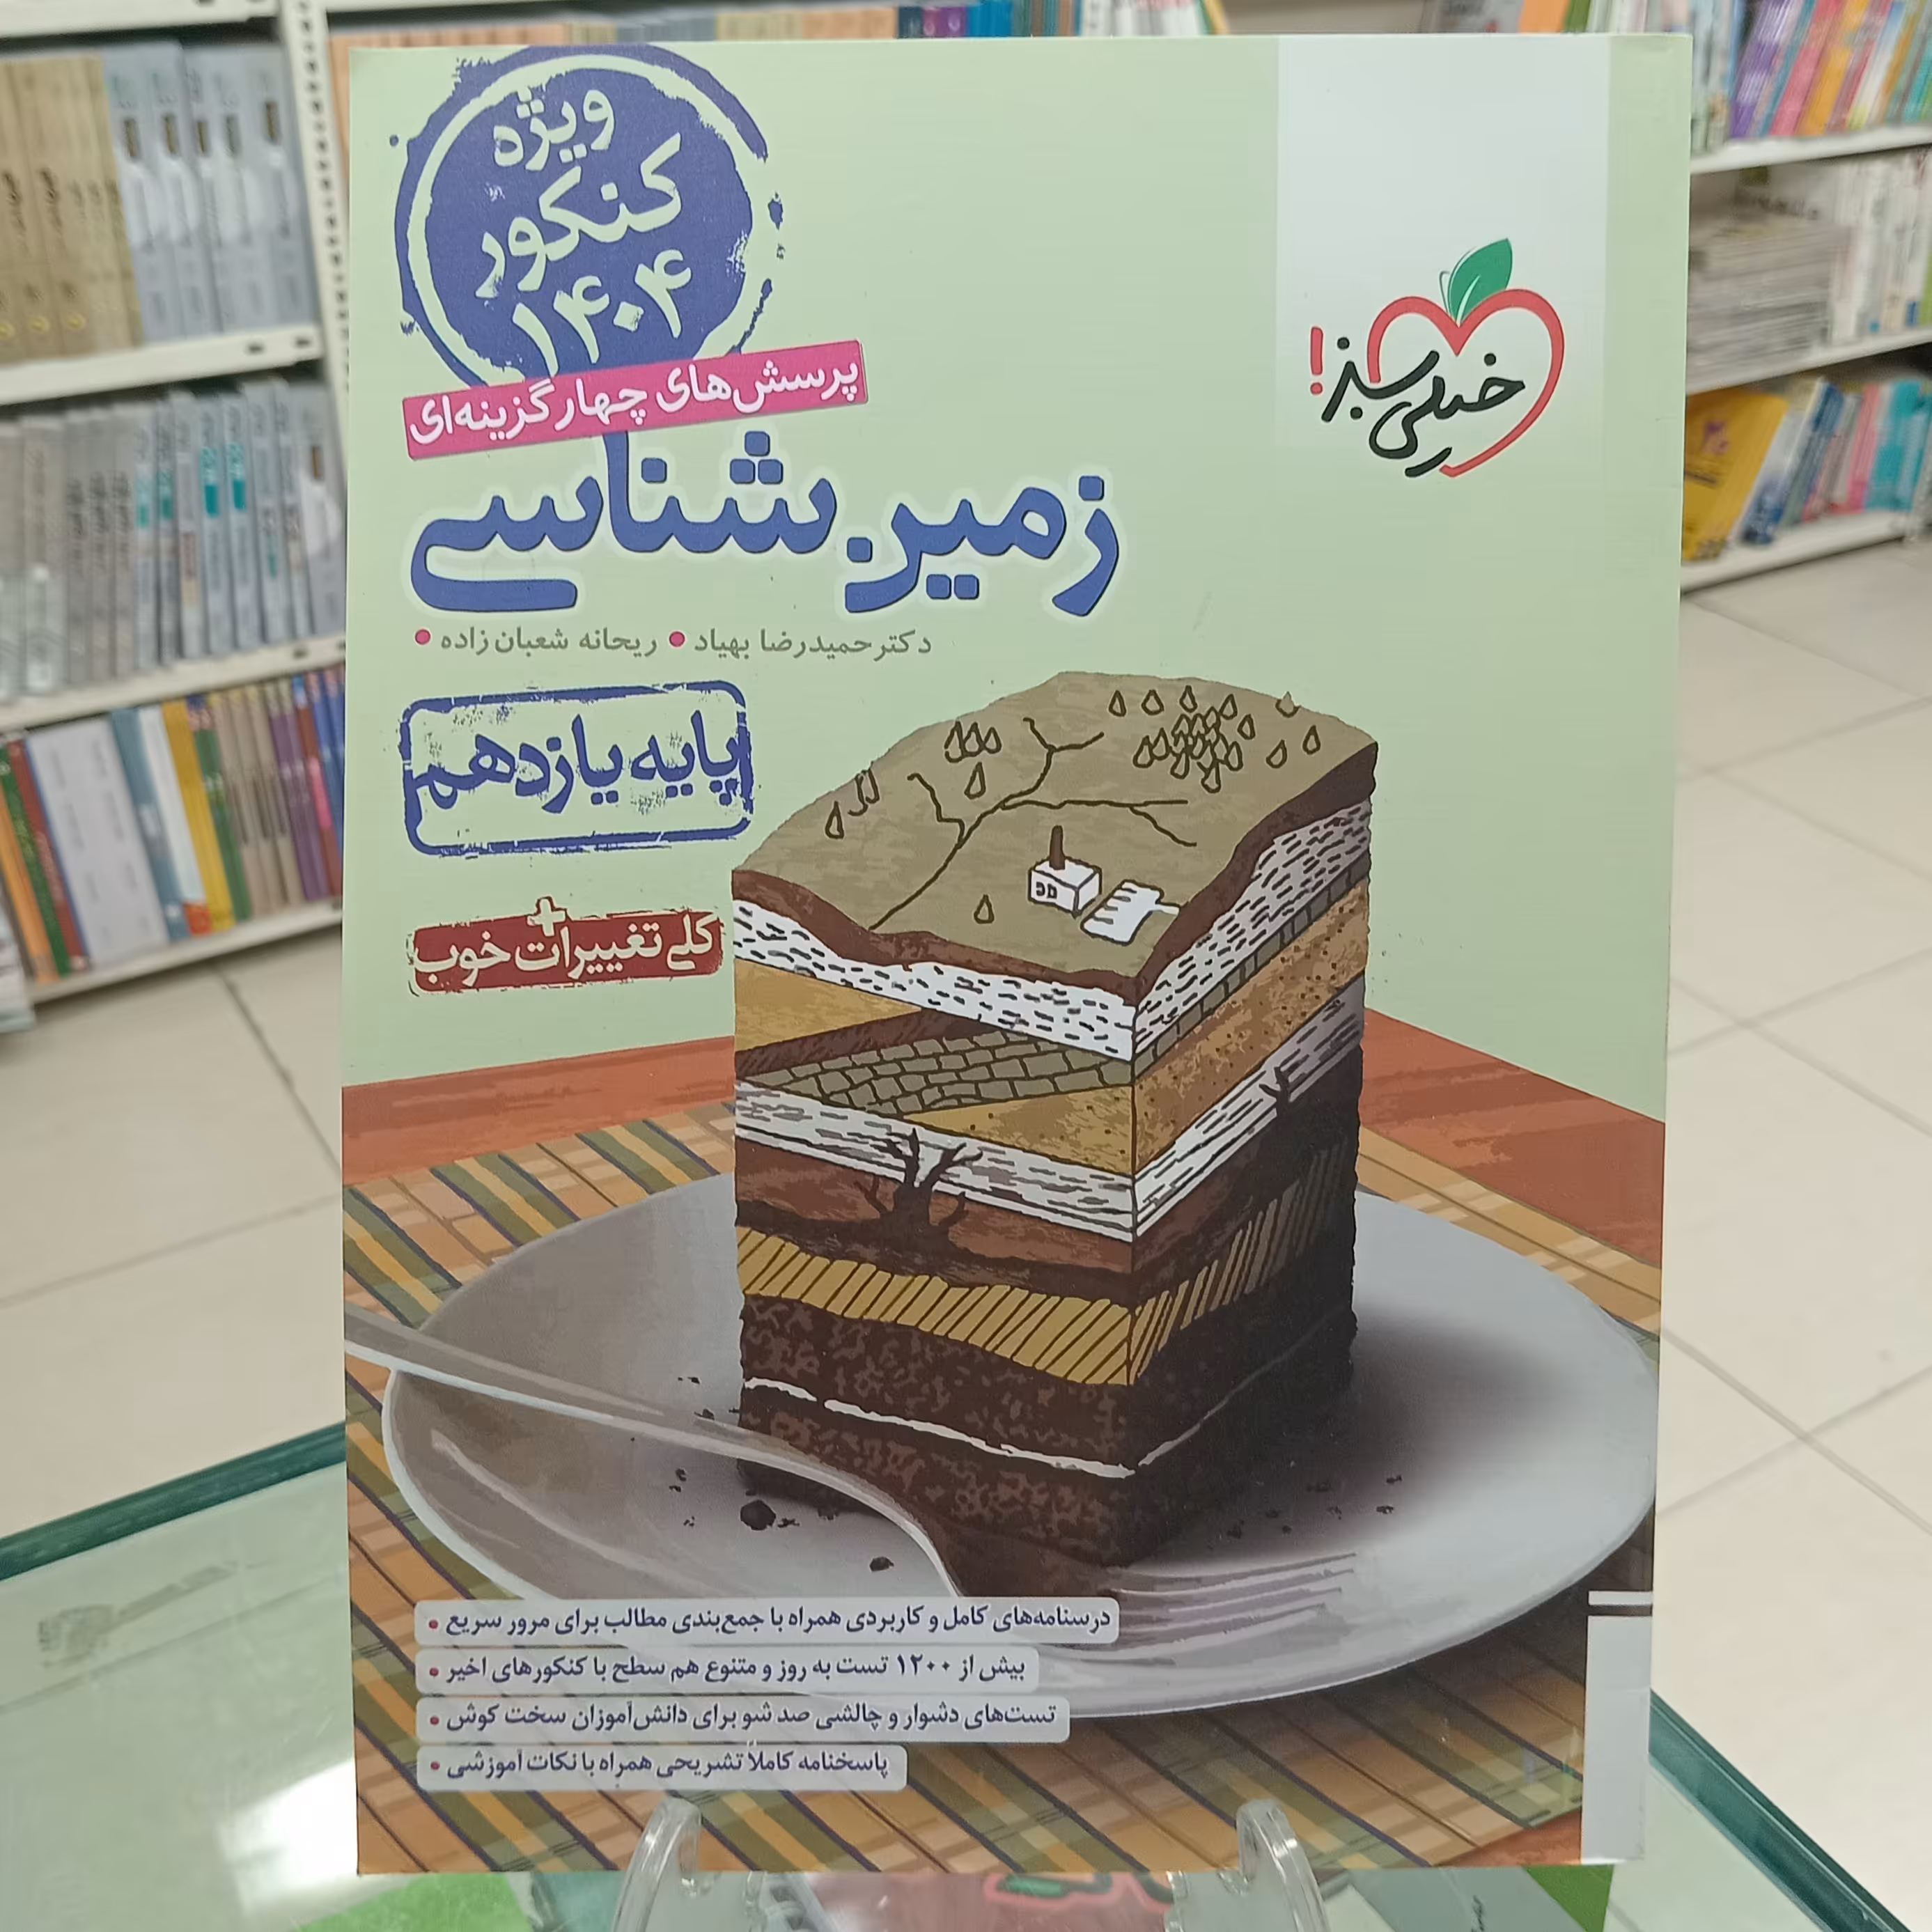 ویژه
کنکور
۱۴۰۴
خیلی سبز!
پرسش‌های چهارگزینه‌ای
زمین‌شناسی
دکتر حمیدرضا بهیاد • ریحانه شعبان‌زاده •
پایه یازدهم
+
کلی تغییرات خوب
درسنامه‌های کامل و کاربردی همراه با جمع‌بندی مطالب برای مرور سریع •
بیش از ۱۲۰۰ تست به روز و متنوع هم سطح با کنکورهای اخیر •
تست‌های دشوار و چالشی صد شو برای دانش‌آموزان سخت کوش •
پاسخنامه کاملاً تشریحی همراه با نکات آموزشی •